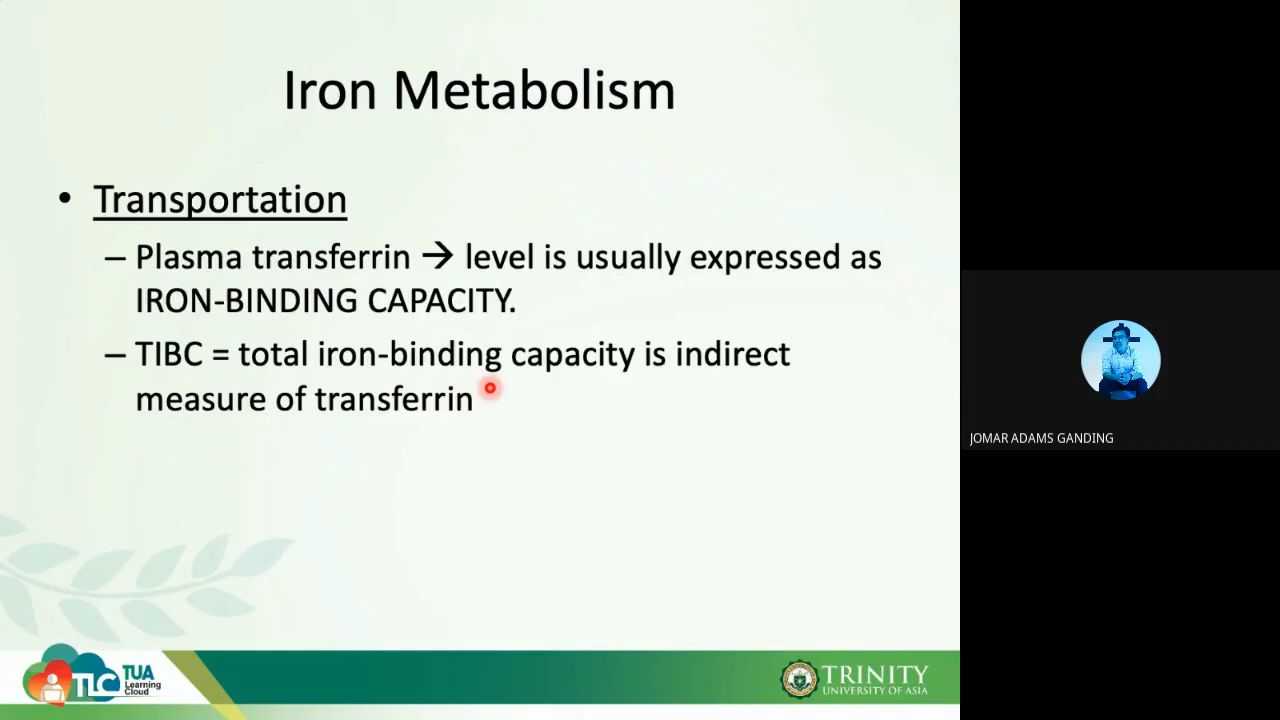 Iron Metabolism
• Transportation
– Plasma transferrin → level is usually expressed as
IRON-BINDING CAPACITY.
– TIBC = total iron-binding capacity is indirect
measure of transferrin
JOMAR ADAMS GANDING
TLC
TUA
Learning
Cloud
TRINITY
UNIVERSITY OF ASIA